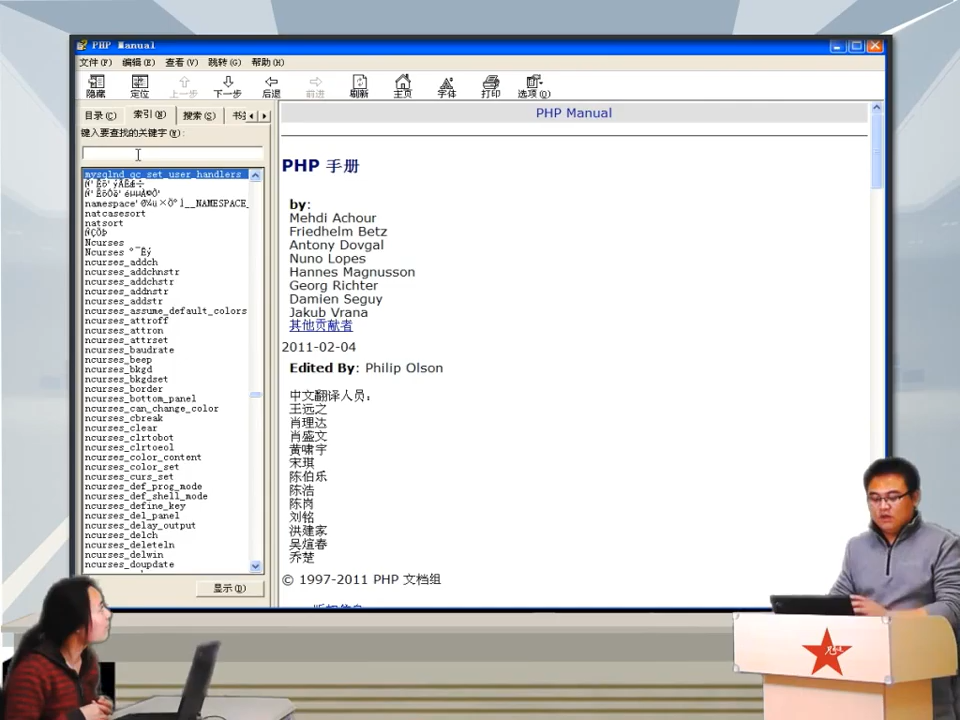 PHP Manual
文件(F) 编辑(E) 查看(V) 跳转(G) 帮助(H)
隐藏 定位 上一步 下一步 后退 前进 刷新 主页 字体 打印 选项(O)
目录(C) 索引(N) 搜索(S)
键入要查找的关键字(W):
mysqlnd_qc_set_user_handlers
natcasesort
natsort
Ncurses
Ncurses
ncurses_addch
ncurses_addchnstr
ncurses_addchstr
ncurses_addnstr
ncurses_addstr
ncurses_assume_default_colors
ncurses_attroff
ncurses_attron
ncurses_attrset
ncurses_baudrate
ncurses_beep
ncurses_bkgd
ncurses_bkgdset
ncurses_border
ncurses_bottom_panel
ncurses_can_change_color
ncurses_cbreak
ncurses_clear
ncurses_clrtobot
ncurses_clrtoeol
ncurses_color_content
ncurses_color_set
ncurses_curs_set
ncurses_def_prog_mode
ncurses_def_shell_mode
ncurses_define_key
ncurses_del_panel
ncurses_delay_output
ncurses_delch
ncurses_deleteln
ncurses_delwin
ncurses_doupdate
显示(D)
PHP Manual
PHP 手册
by:
Mehdi Achour
Friedhelm Betz
Antony Dovgal
Nuno Lopes
Hannes Magnusson
Georg Richter
Damien Seguy
Jakub Vrana
其他贡献者
2011-02-04
Edited By: Philip Olson
中文翻译人员：
王远之
肖理达
肖盛文
黄啸宇
宋琪
陈伯乐
陈浩
陈岗
刘铭
洪建家
吴煊春
乔楚
© 1997-2011 PHP 文档组